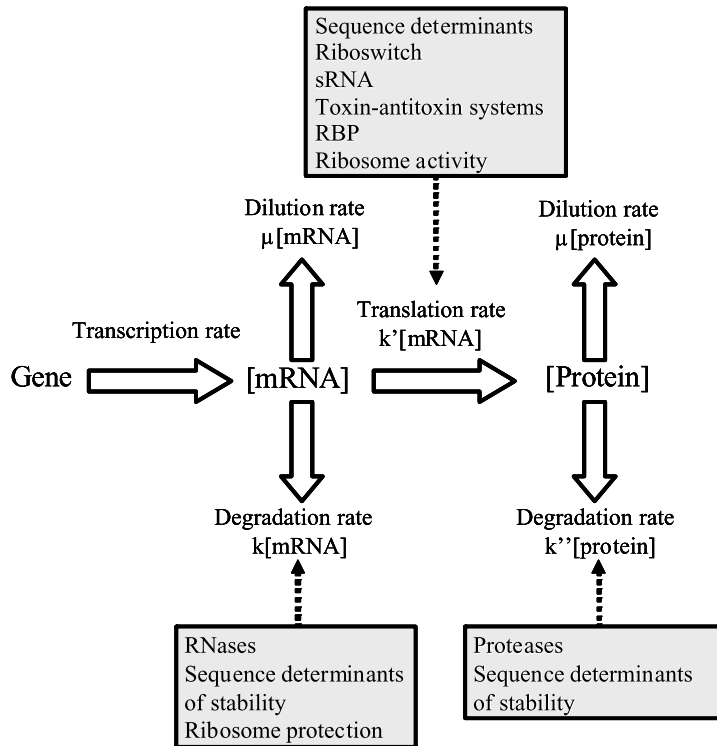 Sequence determinants
Riboswitch
sRNA
Toxin-antitoxin systems
RBP
Ribosome activity
Dilution rate
μ[mRNA]
Dilution rate
μ[protein]
Transcription rate
Translation rate
k’[mRNA]
Gene
[mRNA]
[Protein]
Degradation rate
k[mRNA]
Degradation rate
k’’[protein]
RNases
Sequence determinants
of stability
Ribosome protection
Proteases
Sequence determinants
of stability